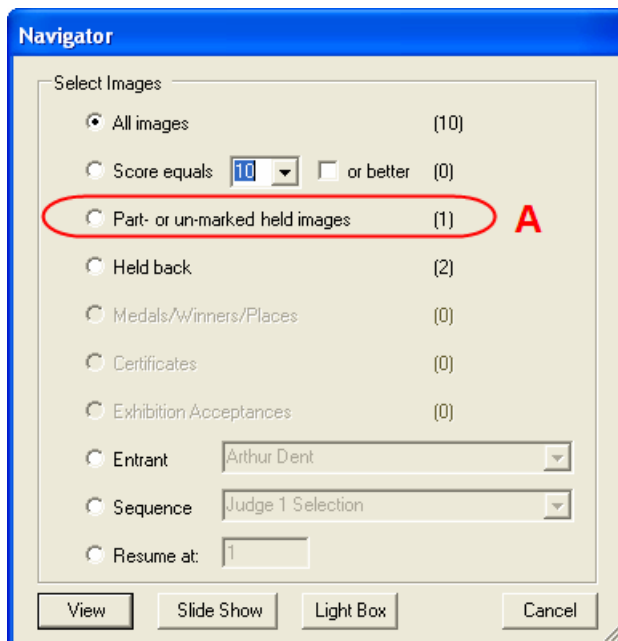 Navigator
Select Images
All images (10)
Score equals 10 or better (0)
Part- or un-marked held images (1) A
Held back (2)
Medals/Winners/Places (0)
Certificates (0)
Exhibition Acceptances (0)
Entrant Arthur Dent
Sequence Judge 1 Selection
Resume at: 1
View Slide Show Light Box Cancel